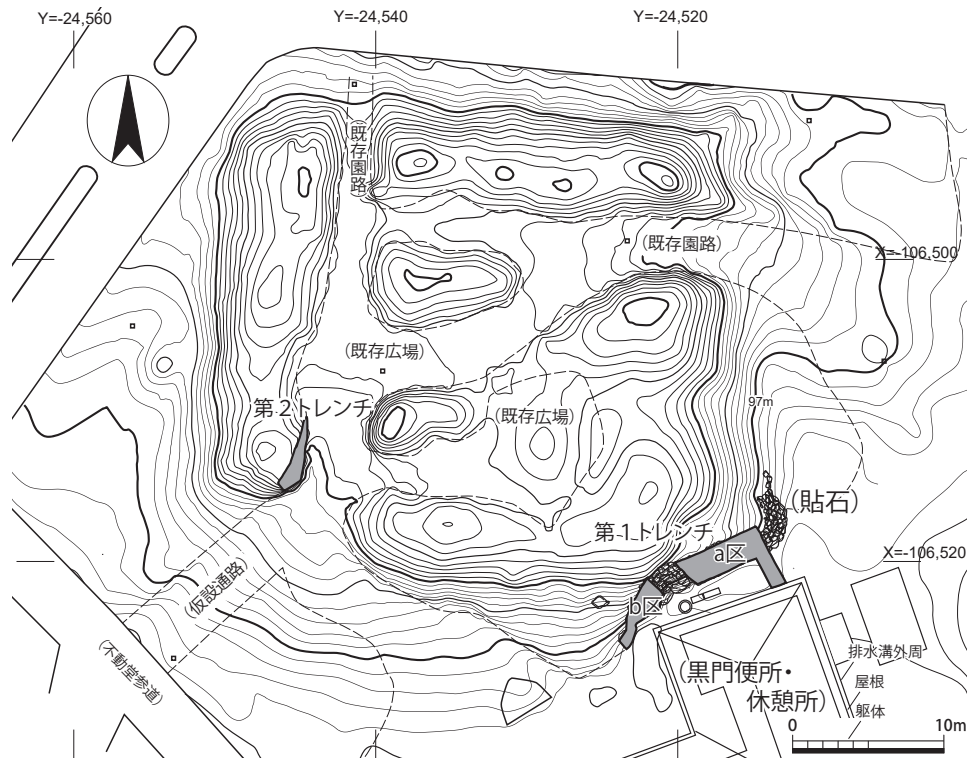 Y=-24,560
Y=-24,540
Y=-24,520
(既存園路)
(既存園路)
X=-106,500
(既存広場)
第2トレンチ
97m
(既存広場)
(貼石)
第1トレンチ
a区
X=-106,520
(仮設通路)
b区
(不動堂参道)
排水溝外周
(黒門便所・
休憩所)
屋根
躯体
0
10m